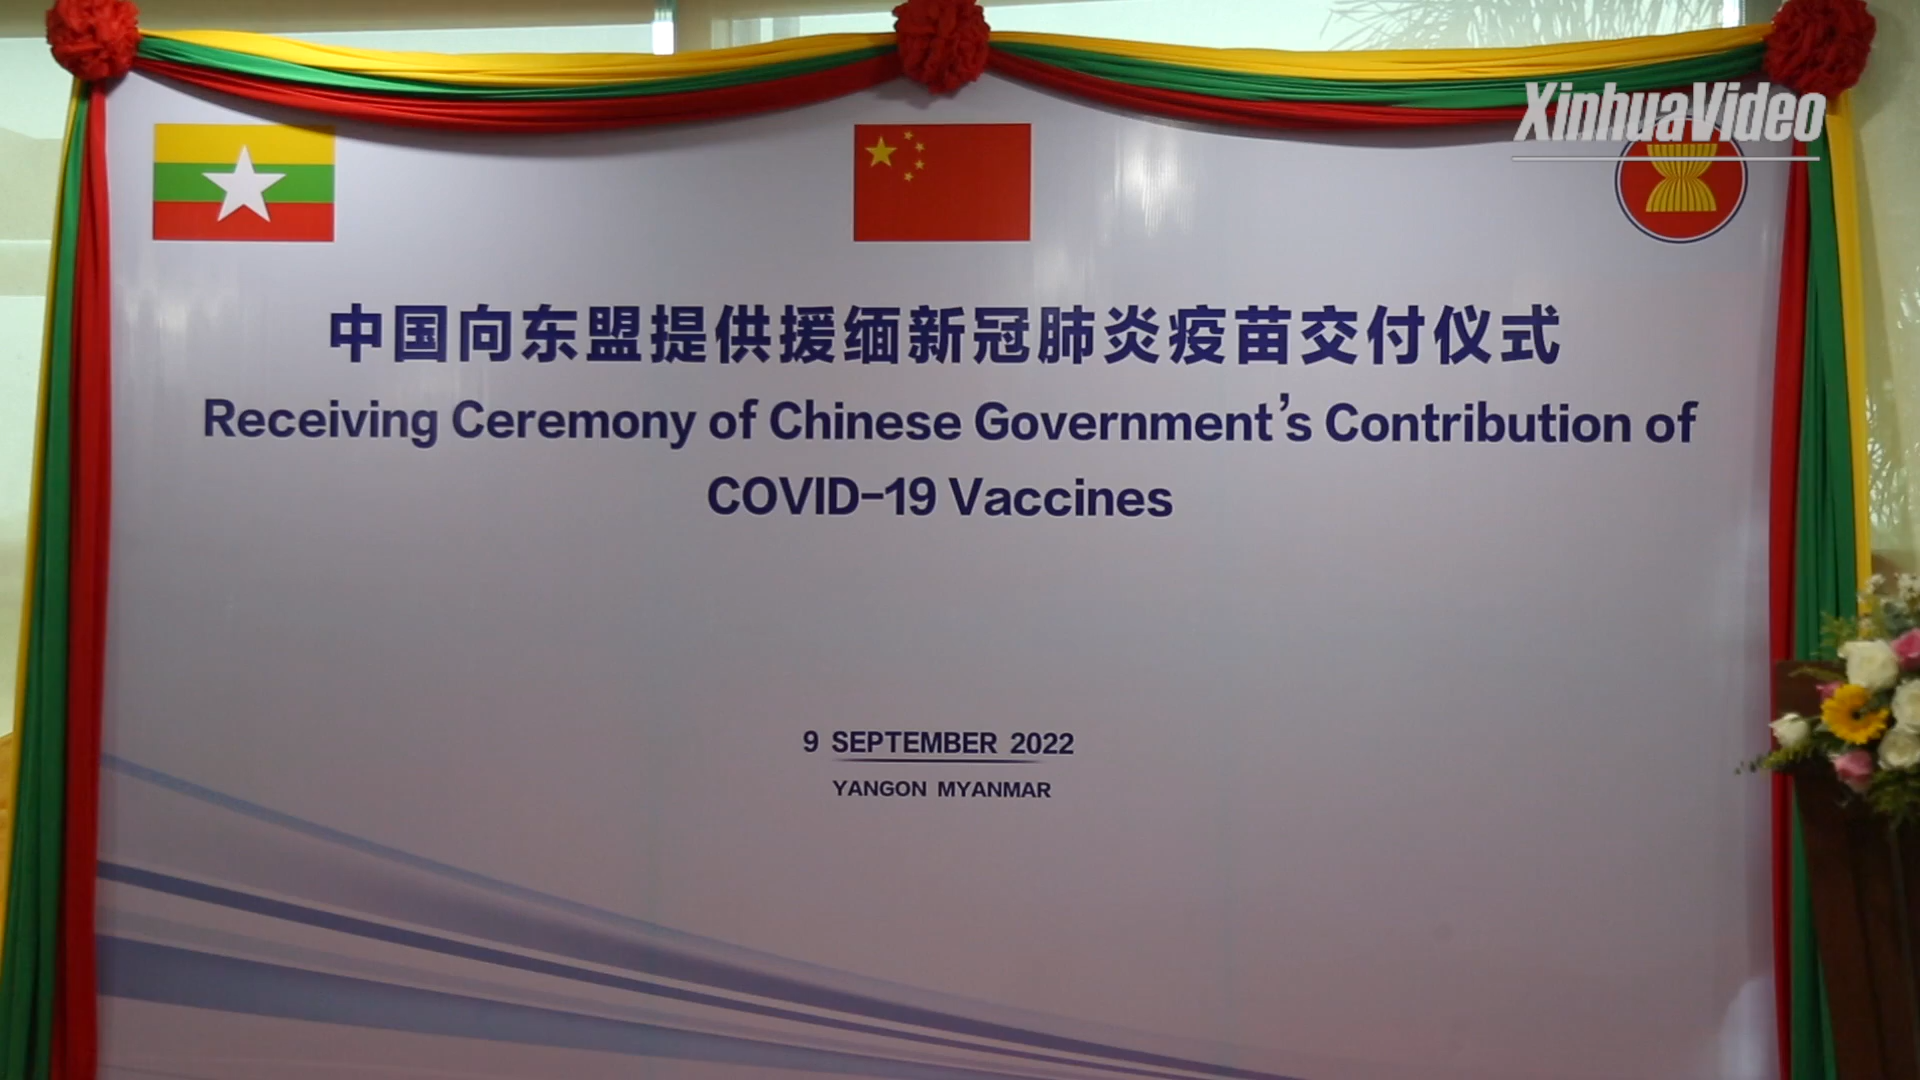 XinhuaVideo
中国向东盟提供援缅新冠肺炎疫苗交付仪式
Receiving Ceremony of Chinese Government's Contribution of
COVID-19 Vaccines
9 SEPTEMBER 2022
YANGON MYANMAR